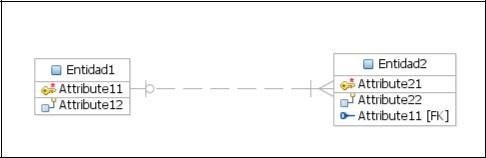 Entidad1
Attribute11
Attribute12
Entidad2
Attribute21
Attribute22
Attribute11 [FK]